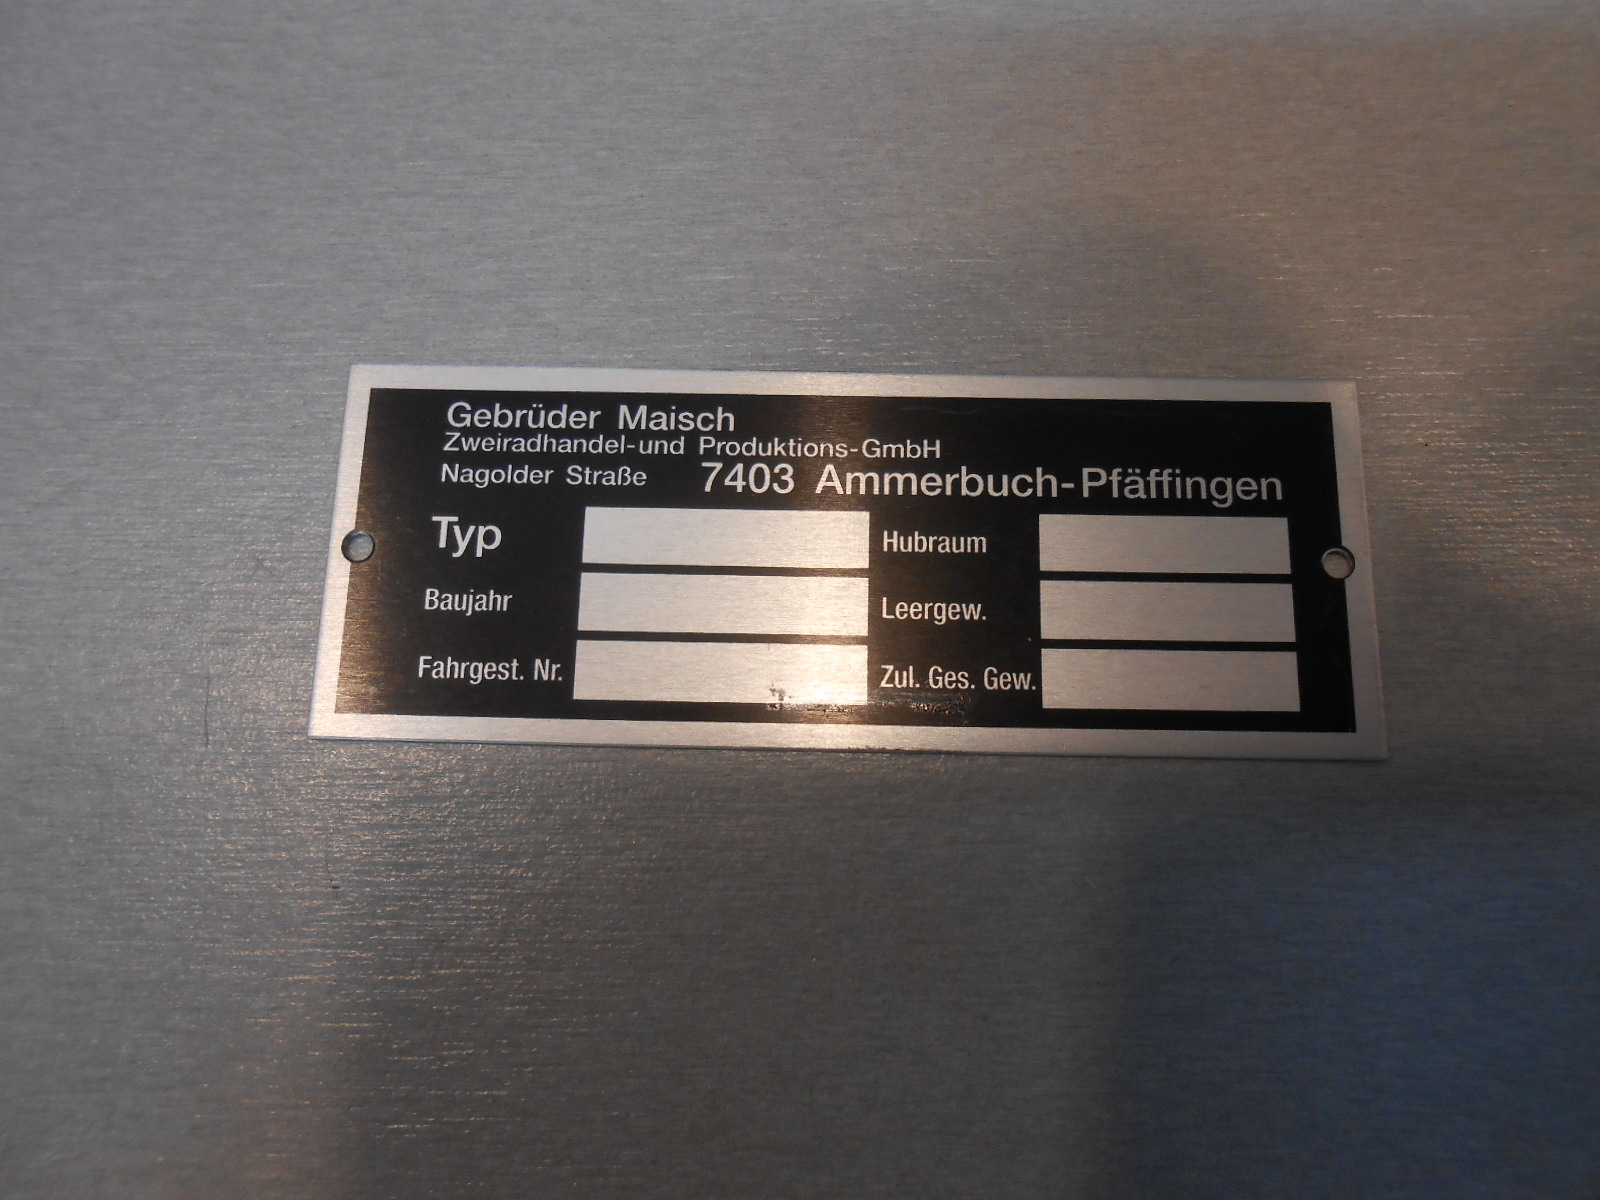 Gebrüder Maisch
Zweiradhandel-und Produktions-GmbH
Nagolder Straße 7403 Ammerbuch-Pfäffingen
Typ Hubraum
Baujahr Leergew.
Fahrgest. Nr. Zul. Ges. Gew.